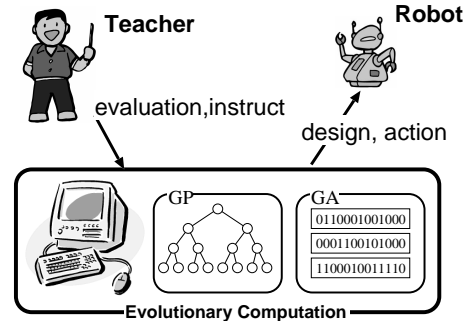 Teacher
Robot
evaluation,instruct
design, action
GP
GA
0110001001000
0001100101000
1100010011110
Evolutionary Computation